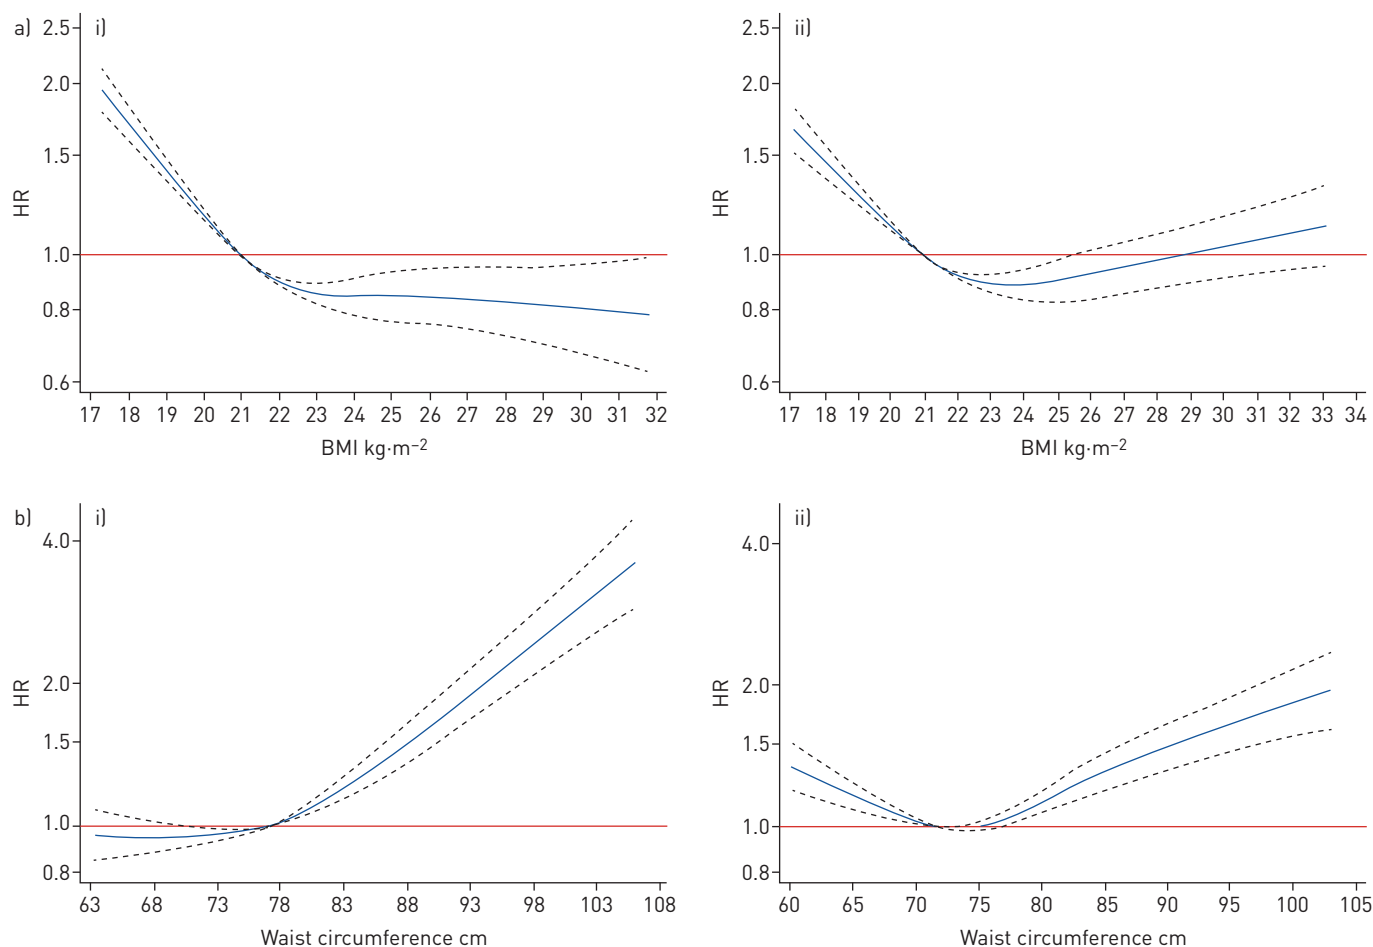 a) i)
HR
2.5
2.0
1.5
1.0
0.8
0.6
17 18 19 20 21 22 23 24 25 26 27 28 29 30 31 32
BMI kg·m−2
ii)
HR
2.5
2.0
1.5
1.0
0.8
0.6
17 18 19 20 21 22 23 24 25 26 27 28 29 30 31 32 33 34
BMI kg·m−2
b) i)
HR
4.0
2.0
1.5
1.0
0.8
63 68 73 78 83 88 93 98 103 108
Waist circumference cm
ii)
HR
4.0
2.0
1.5
1.0
0.8
60 65 70 75 80 85 90 95 100 105
Waist circumference cm